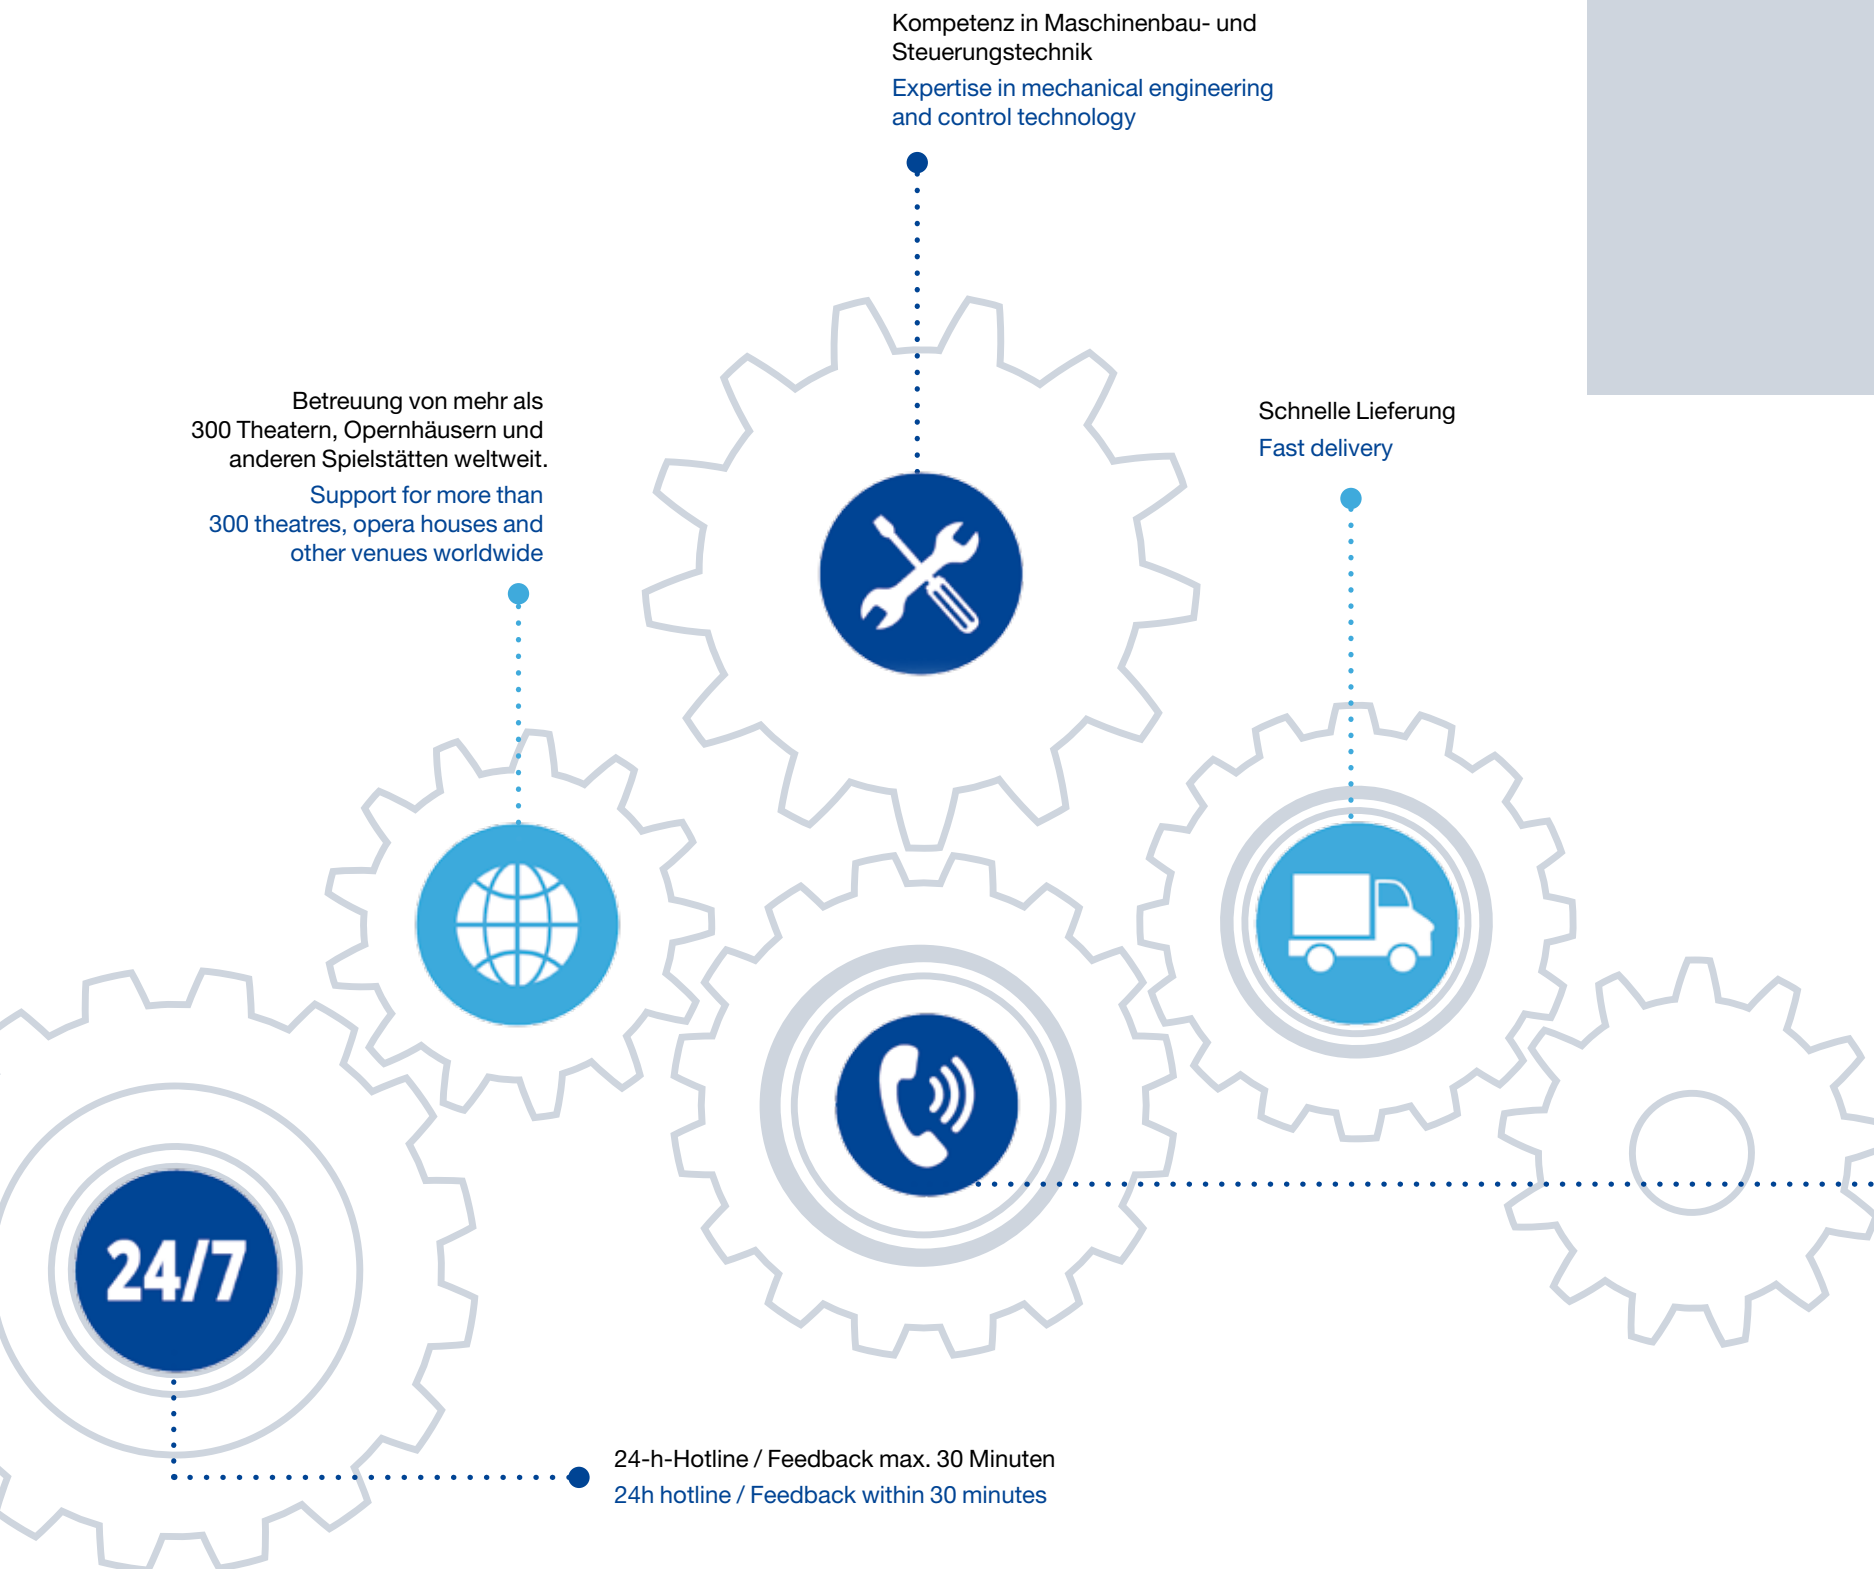 Kompetenz in Maschinenbau- und
Steuerungstechnik
Expertise in mechanical engineering
and control technology
Betreuung von mehr als
300 Theatern, Opernhäusern und
anderen Spielstätten weltweit.
Support for more than
300 theatres, opera houses and
other venues worldwide
Schnelle Lieferung
Fast delivery
24/7
24-h-Hotline / Feedback max. 30 Minuten
24h hotline / Feedback within 30 minutes